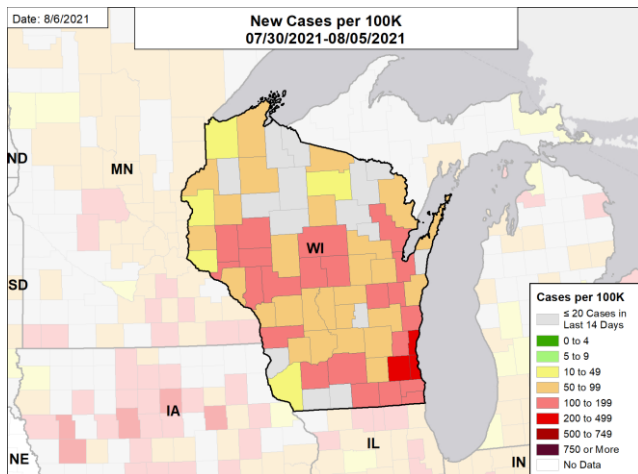 Date: 8/6/2021
New Cases per 100K
07/30/2021-08/05/2021
ND
MN
WI
SD
IA
NE
IL
IN
Cases per 100K
≤ 20 Cases in
Last 14 Days
0 to 4
5 to 9
10 to 49
50 to 99
100 to 199
200 to 499
500 to 749
750 or More
No Data